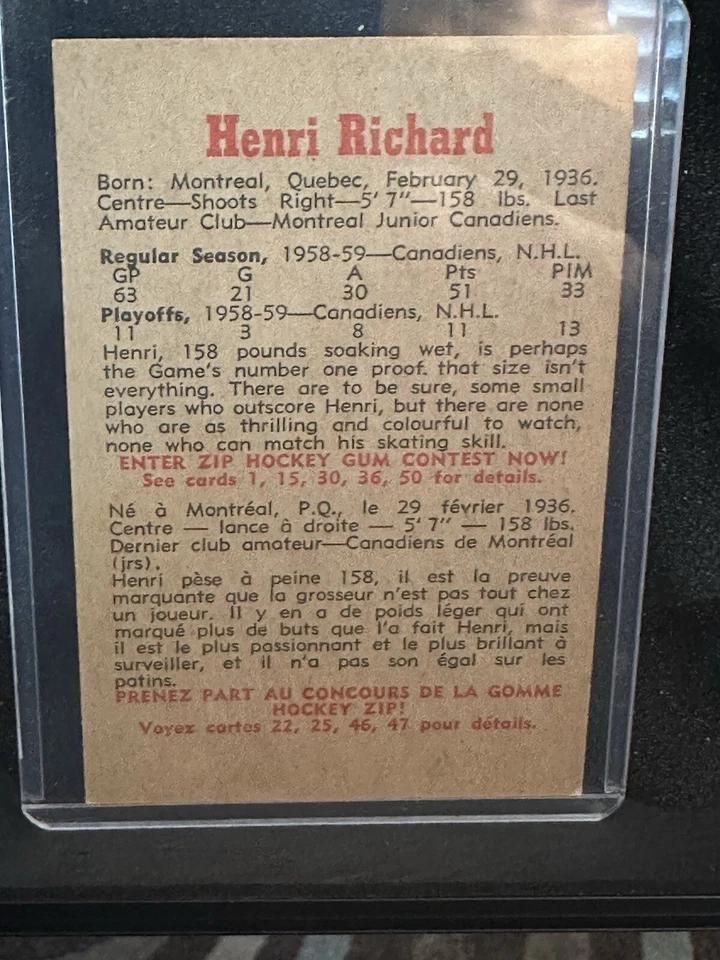 Henri Richard
Born: Montreal, Quebec, February 29, 1936.
Centre—Shoots Right—5' 7"—158 lbs. Last
Amateur Club—Montreal Junior Canadiens.
Regular Season, 1958-59—Canadiens, N.H.L.
GP G A Pts PIM
63 21 30 51 33
Playoffs, 1958-59—Canadiens, N.H.L.
11 3 8 11 13
Henri, 158 pounds soaking wet, is perhaps
the Game's number one proof. that size isn't
everything. There are to be sure, some small
players who outscore Henri, but there are none
who are as thrilling and colourful to watch,
none who can match his skating skill.
ENTER ZIP HOCKEY GUM CONTEST NOW!
See cards 1, 15, 30, 36, 50 for details.
Né à Montréal, P.Q., le 29 février 1936.
Centre — lance à droite — 5' 7" — 158 lbs.
Dernier club amateur—Canadiens de Montréal
(jrs).
Henri pèse à peine 158, il est la preuve
marquante que la grosseur n'est pas tout chez
un joueur. Il y en a de poids léger qui ont
marqué plus de buts que l'a fait Henri, mais
il est le plus passionnant et le plus brillant à
surveiller, et il n'a pas son égal sur les
patins.
PRENEZ PART AU CONCOURS DE LA GOMME
HOCKEY ZIP!
Voyez cartes 22, 25, 46, 47 pour détails.